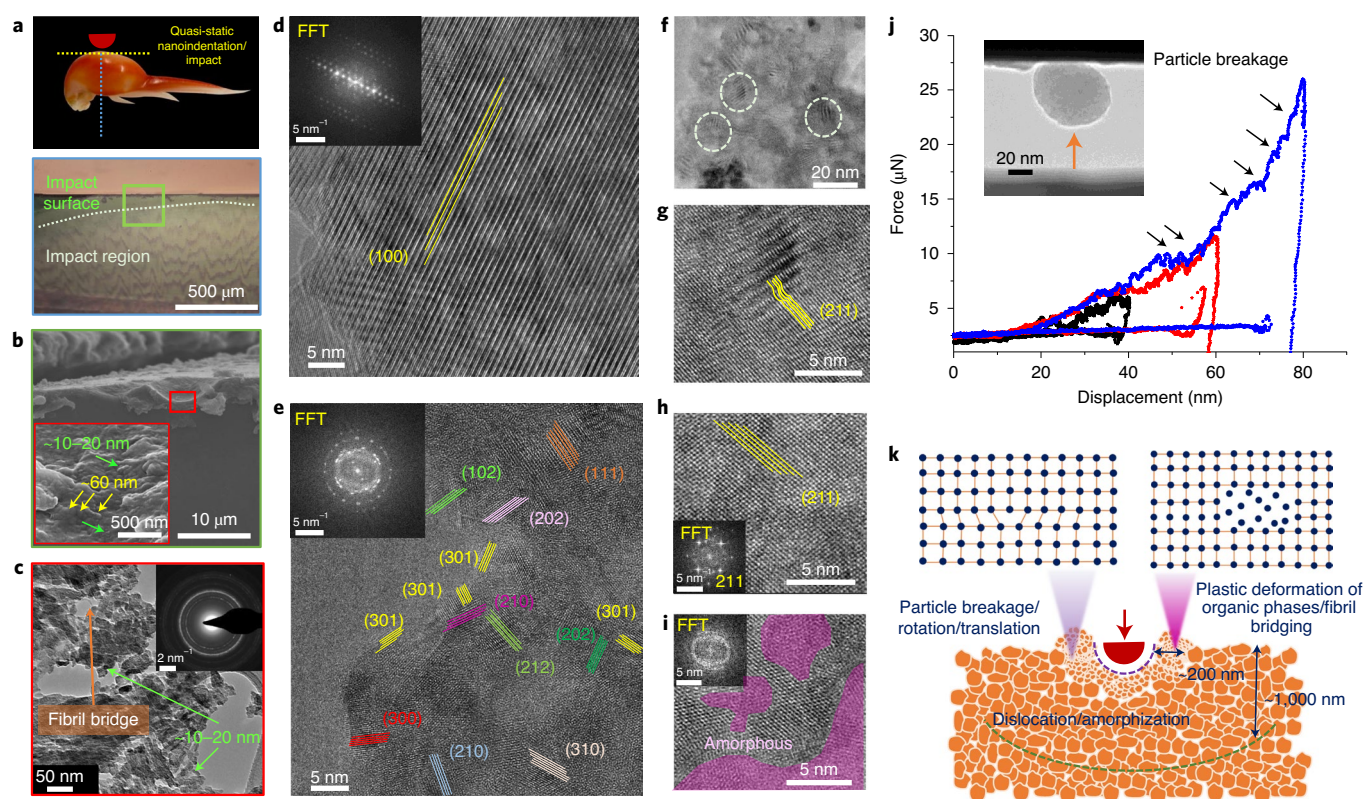 a
Quasi-static
nanoindentation/
impact
Impact
surface
Impact region
500 μm
b
~10–20 nm
~60 nm
500 nm
10 μm
c
2 nm⁻¹
Fibril bridge
~10–20 nm
50 nm
d
FFT
5 nm⁻¹
(100)
5 nm
e
FFT
5 nm⁻¹
(111)
(102)
(202)
(301)
(301)
(210)
(301)
(301)
(202)
(212)
(300)
(210)
(310)
5 nm
f
20 nm
g
(211)
5 nm
h
(211)
FFT
211
5 nm⁻¹
5 nm
i
FFT
5 nm⁻¹
Amorphous
5 nm
j
30
25
20
15
10
5
Force (μN)
Particle breakage
20 nm
0
20
40
60
80
Displacement (nm)
k
Particle breakage/
rotation/translation
Plastic deformation of
organic phases/fibril
bridging
~200 nm
~1,000 nm
Dislocation/amorphization